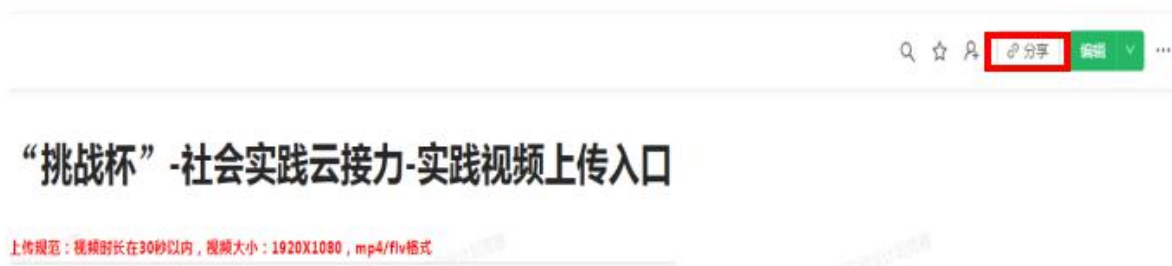 分享 编辑
“挑战杯”-社会实践云接力-实践视频上传入口
上传规范：视频时长在30秒以内，视频大小：1920X1080，mp4/flv格式